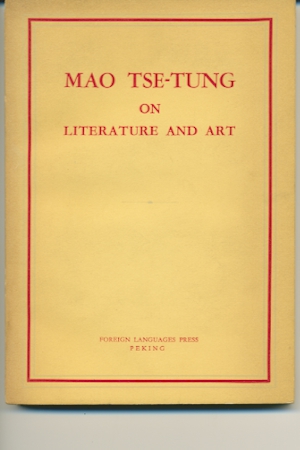 MAO TSE-TUNG
ON
LITERATURE AND ART
FOREIGN LANGUAGES PRESS
PEKING